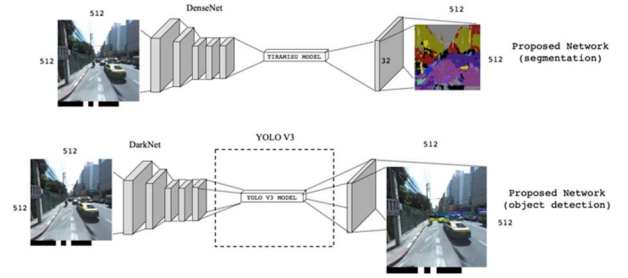 512
DenseNet
512
512
TIRAMISU MODEL
32
512
Proposed Network
(segmentation)
DarkNet
YOLO V3
512
512
512
YOLO V3 MODEL
512
Proposed Network
(object detection)